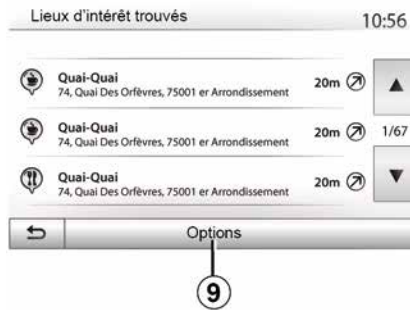 Lieux d'intérêt trouvés 10:56
Quai-Quai
74, Quai Des Orfèvres, 75001 er Arrondissement
20m
Quai-Quai
74, Quai Des Orfèvres, 75001 er Arrondissement
20m
1/67
Quai-Quai
74, Quai Des Orfèvres, 75001 er Arrondissement
20m
Options
9